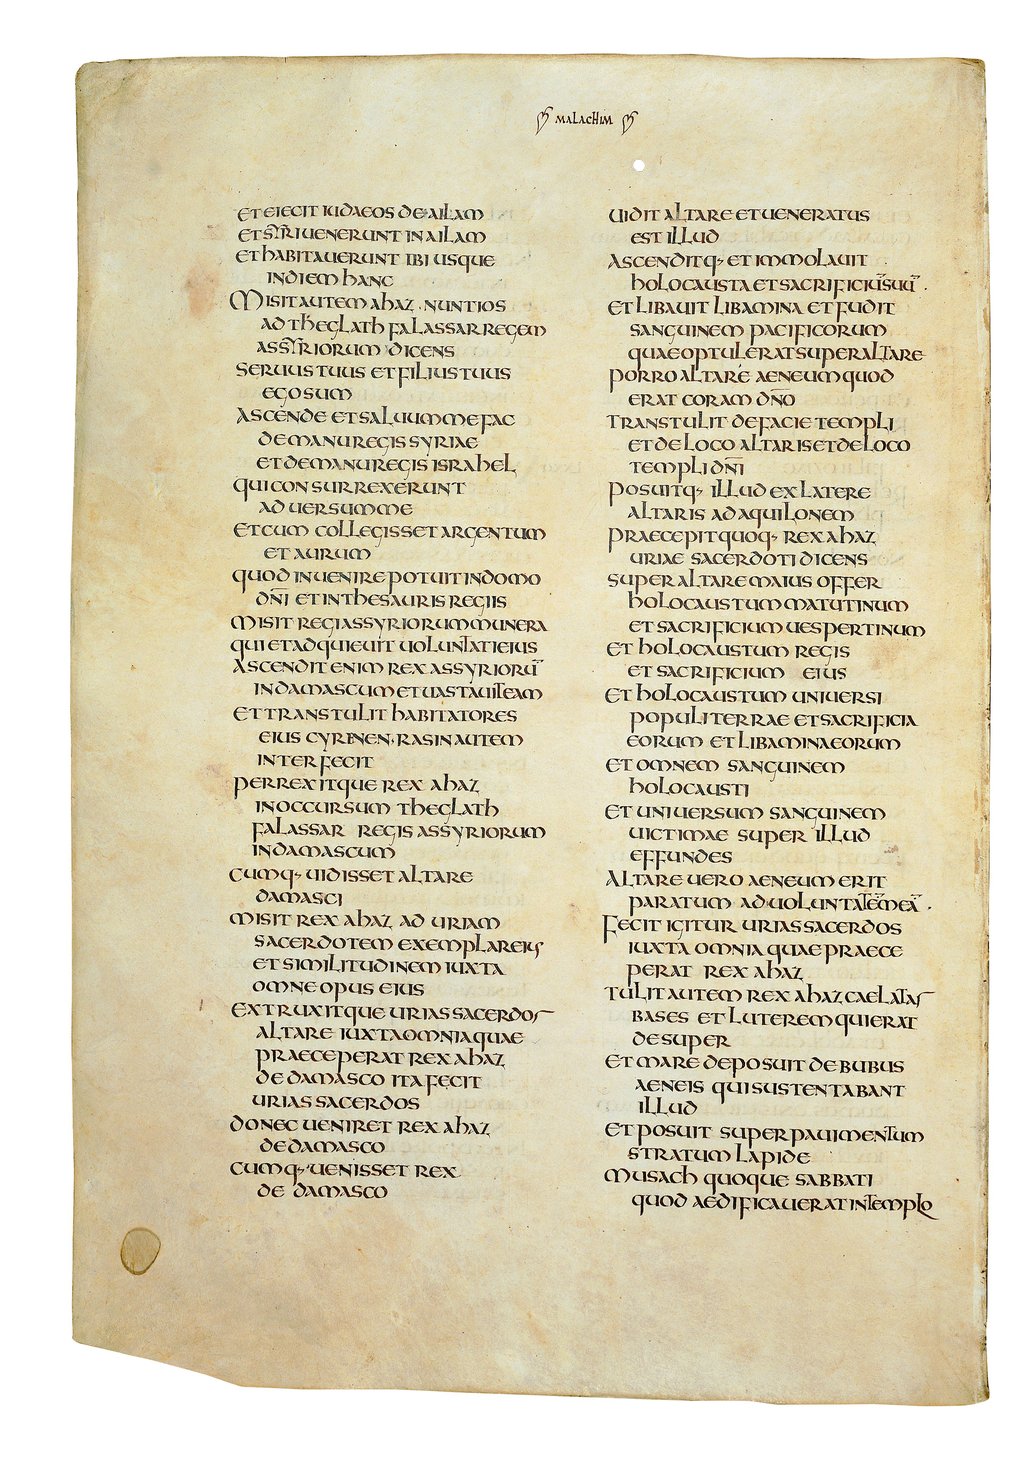 MALACHIM
ET EIECIT IUDAEOS DE AILAM
ET SYRI UENERUNT IN AILAM
ET HABITAUERUNT IBI USQUE
IN DIEM HANC
MISIT AUTEM AHAZ NUNTIOS
AD THEGLATH FALASSAR REGEM
ASSYRIORUM DICENS
SERUUS TUUS ET FILIUS TUUS
EGO SUM
ASCENDE ET SALUUM ME FAC
DE MANU REGIS SYRIAE
ET DE MANU REGIS ISRAHEL
QUI CONSURREXERUNT
ADUERSUM ME
ET CUM COLLEGISSET ARGENTUM
ET AURUM
QUOD INUENIRE POTUIT IN DOMO
DN̄I ET IN THESAURIS REGIIS
MISIT REGI ASSYRIORUM MUNERA
QUI ET ADQUIEUIT UOLUNTATI EIUS
ASCENDIT ENIM REX ASSYRIORŪ
IN DAMASCUM ET UASTAUIT EAM
ET TRANSTULIT HABITATORES
EIUS CYRENEN · RASIN AUTEM
INTERFECIT
PERREXITQUE REX AHAZ
IN OCCURSUM THEGLATH
FALASSAR REGIS ASSYRIORUM
IN DAMASCUM
CUMQ· UIDISSET ALTARE
DAMASCI
MISIT REX AHAZ AD URIAM
SACERDOTEM EXEMPLAR EIUS
ET SIMILITUDINEM IUXTA
OMNE OPUS EIUS
EXTRUXITQUE URIAS SACERDOS
ALTARE IUXTA OMNIA QUAE
PRAECEPERAT REX AHAZ
DE DAMASCO ITA FECIT
URIAS SACERDOS
DONEC UENIRET REX AHAZ
DE DAMASCO
CUMQ· UENISSET REX
DE DAMASCO
UIDIT ALTARE ET UENERATUS
EST ILLUD
ASCENDITQ· ET IMMOLAUIT
HOLOCAUSTA ET SACRIFICIŪ SUŪ ·
ET LIBAUIT LIBAMINA ET FUDIT
SANGUINEM PACIFICORUM
QUAE OPTULERAT SUPER ALTARE
PORRO ALTARE AENEUM QUOD
ERAT CORAM DN̄O
TRANSTULIT DE FACIE TEMPLI
ET DE LOCO ALTARIS ET DE LOCO
TEMPLI DN̄I
POSUITQ· ILLUD EX LATERE
ALTARIS AD AQUILONEM
PRAECEPIT QUOQ· REX AHAZ
URIAE SACERDOTI DICENS
SUPER ALTARE MAIUS OFFER
HOLOCAUSTUM MATUTINUM
ET SACRIFICIUM UESPERTINUM
ET HOLOCAUSTUM REGIS
ET SACRIFICIUM EIUS
ET HOLOCAUSTUM UNIUERSI
POPULI TERRAE ET SACRIFICIA
EORUM ET LIBAMINA EORUM
ET OMNEM SANGUINEM
HOLOCAUSTI
ET UNIUERSUM SANGUINEM
UICTIMAE SUPER ILLUD
EFFUNDES
ALTARE UERO AENEUM ERIT
PARATUM AD UOLUNTATĒ MEĀ ·
FECIT IGITUR URIAS SACERDOS
IUXTA OMNIA QUAE PRAECE
PERAT REX AHAZ
TULIT AUTEM REX AHAZ CAELATAS
BASES ET LUTEREM QUI ERAT
DESUPER
ET MARE DEPOSUIT DE BUBUS
AENEIS QUI SUSTENTABANT
ILLUD
ET POSUIT SUPER PAUIMENTUM
STRATUM LAPIDE
MUSACH QUOQUE SABBATI
QUOD AEDIFICAUERAT IN TEMPLO